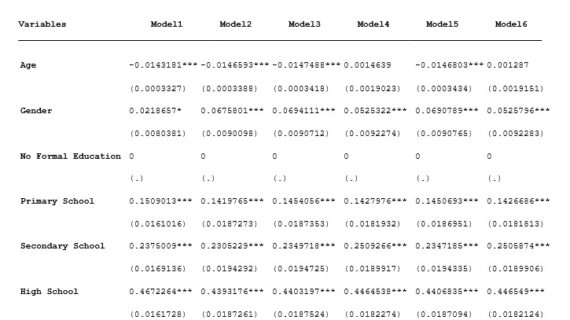 Variables Model1 Model2 Model3 Model4 Model5 Model6
Age -0.0143181*** -0.0146593*** -0.0147488*** 0.0014639 -0.0146803*** 0.001287
(0.0003327) (0.0003388) (0.0003418) (0.0019023) (0.0003434) (0.0019151)
Gender 0.0218657* 0.0675801*** 0.0694111*** 0.0525322*** 0.0690789*** 0.0525796***
(0.0080381) (0.0090098) (0.0090712) (0.0092274) (0.0090765) (0.0092283)
No Formal Education 0 0 0 0 0 0
(.) (.) (.) (.) (.) (.)
Primary School 0.1509013*** 0.1419765*** 0.1454056*** 0.1427976*** 0.1450693*** 0.1426686***
(0.0161016) (0.0187273) (0.0187353) (0.0181932) (0.0186951) (0.0181813)
Secondary School 0.2375009*** 0.2305229*** 0.2349718*** 0.2509266*** 0.2347185*** 0.2505874***
(0.0169136) (0.0194292) (0.0194725) (0.0189917) (0.0194335) (0.0189906)
High School 0.4672264*** 0.4393176*** 0.4403197*** 0.4464538*** 0.4406835*** 0.446549***
(0.0161728) (0.0187261) (0.0187524) (0.0182274) (0.0187094) (0.0182124)